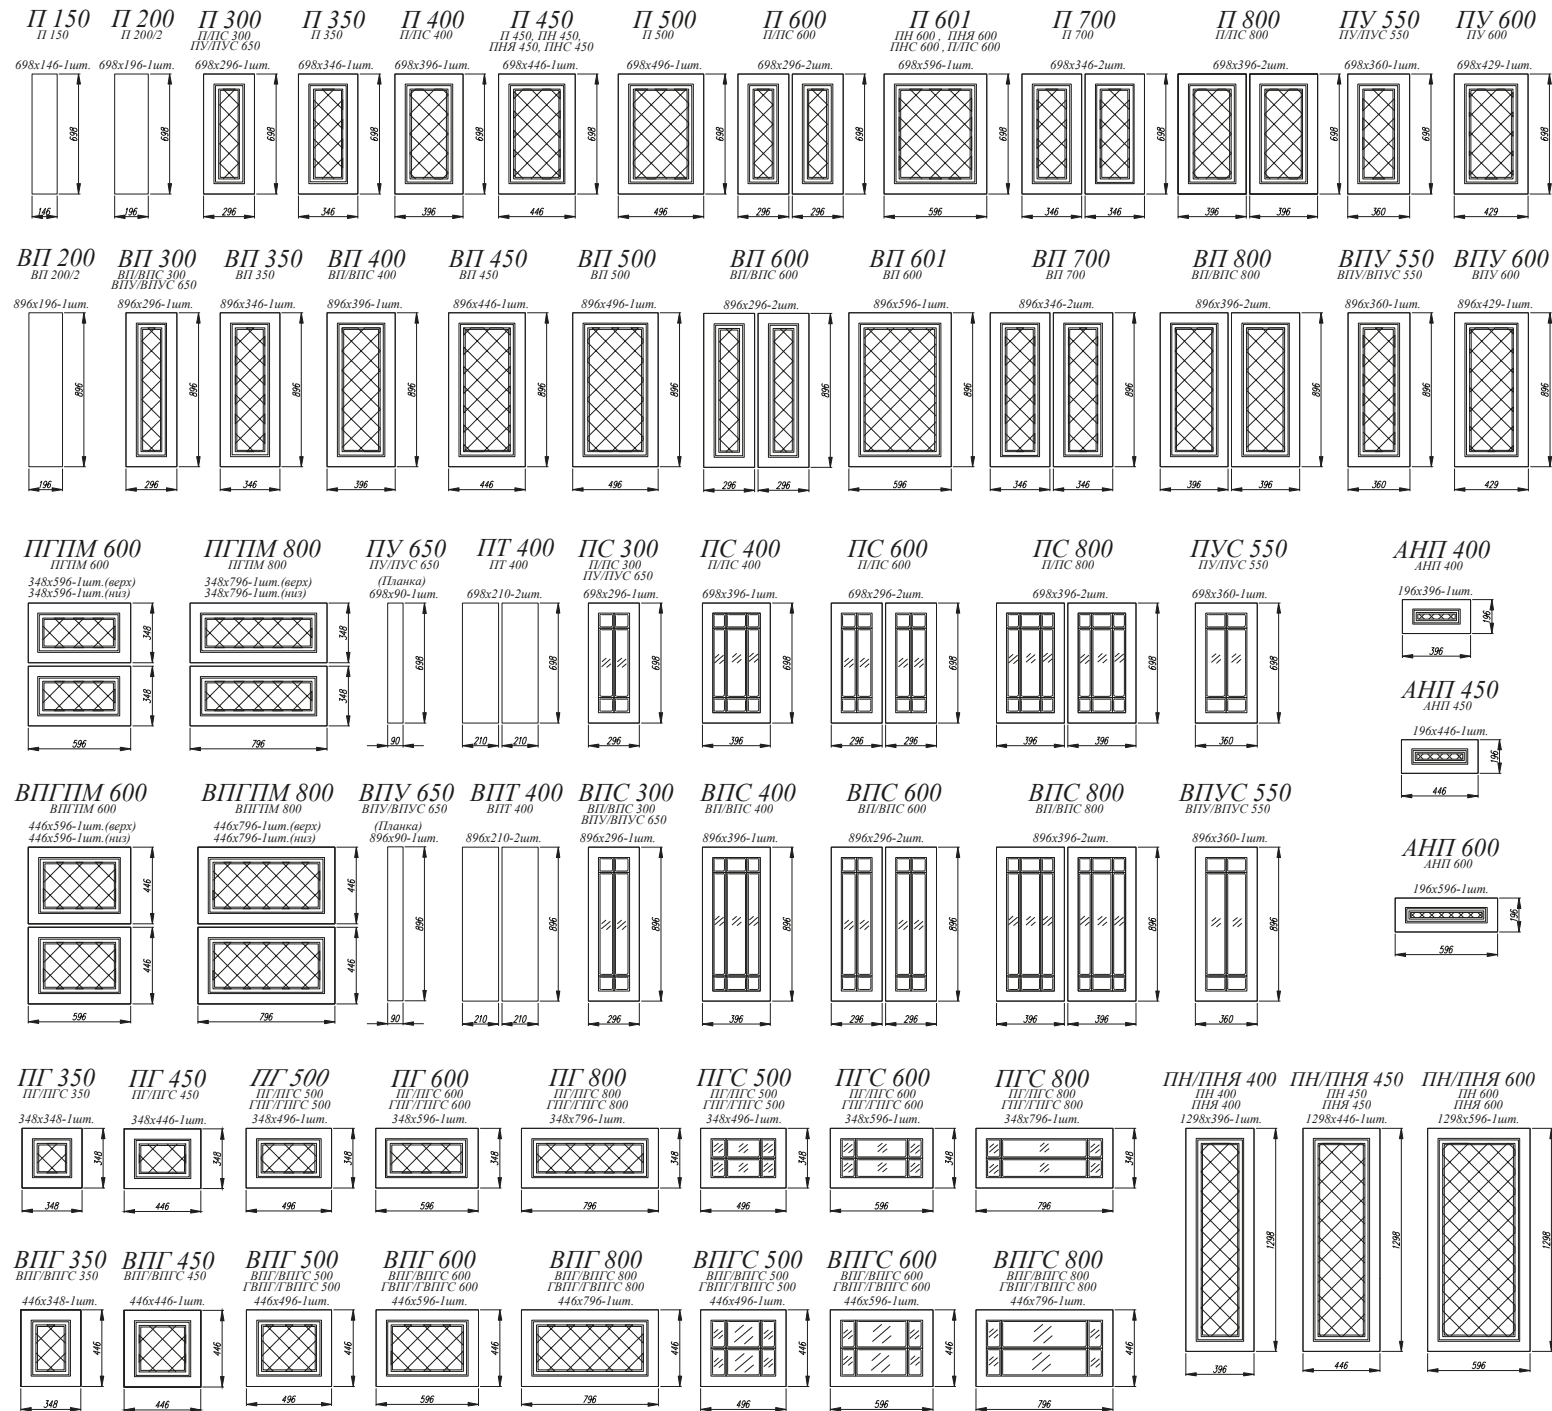 П 150
П 150
698х146-1шт.
698
146
П 200
П 200/2
698х196-1шт.
698
196
П 300
П/ПС 300
ПУ/ПУС 650
698х296-1шт.
698
296
П 350
П 350
698х346-1шт.
698
346
П 400
П/ПС 400
698х396-1шт.
698
396
П 450
П 450, ПН 450,
ПНЯ 450, ПНС 450
698х446-1шт.
698
446
П 500
П 500
698х496-1шт.
698
496
П 600
П/ПС 600
698х296-2шт.
698
296
296
П 601
ПН 600 , ПНЯ 600
ПНС 600 , П/ПС 600
698х596-1шт.
698
596
П 700
П 700
698х346-2шт.
698
346
346
П 800
П/ПС 800
698х396-2шт.
698
396
396
ПУ 550
ПУ/ПУС 550
698х360-1шт.
698
360
ПУ 600
ПУ 600
698х429-1шт.
698
429
ВП 200
ВП 200/2
896х196-1шт.
896
196
ВП 300
ВП/ВПС 300
ВПУ/ВПУС 650
896х296-1шт.
896
296
ВП 350
ВП 350
896х346-1шт.
896
346
ВП 400
ВП/ВПС 400
896х396-1шт.
896
396
ВП 450
ВП 450
896х446-1шт.
896
446
ВП 500
ВП 500
896х496-1шт.
896
496
ВП 600
ВП/ВПС 600
896х296-2шт.
896
296
296
ВП 601
ВП 600
896х596-1шт.
896
596
ВП 700
ВП 700
896х346-2шт.
896
346
346
ВП 800
ВП/ВПС 800
896х396-2шт.
896
396
396
ВПУ 550
ВПУ/ВПУС 550
896х360-1шт.
896
360
ВПУ 600
ВПУ 600
896х429-1шт.
896
429
ПГПМ 600
ПГПМ 600
348х596-1шт.(верх)
348х596-1шт.(низ)
348
348
596
ПГПМ 800
ПГПМ 800
348х796-1шт.(верх)
348х796-1шт.(низ)
348
348
796
ПУ 650
ПУ/ПУС 650
(Планка)
698х90-1шт.
698
90
ПТ 400
ПТ 400
698х210-2шт.
698
210
210
ПС 300
П/ПС 300
ПУ/ПУС 650
698х296-1шт.
698
296
ПС 400
П/ПС 400
698х396-1шт.
698
396
ПС 600
П/ПС 600
698х296-2шт.
698
296
296
ПС 800
П/ПС 800
698х396-2шт.
698
396
396
ПУС 550
ПУ/ПУС 550
698х360-1шт.
698
360
АНП 400
АНП 400
196х396-1шт.
196
396
АНП 450
АНП 450
196х446-1шт.
196
446
ВПГПМ 600
ВПГПМ 600
446х596-1шт.(верх)
446х596-1шт.(низ)
446
446
596
ВПГПМ 800
ВПГПМ 800
446х796-1шт.(верх)
446х796-1шт.(низ)
446
446
796
ВПУ 650
ВПУ/ВПУС 650
(Планка)
896х90-1шт.
896
90
ВПТ 400
ВПТ 400
896х210-2шт.
896
210
210
ВПС 300
ВП/ВПС 300
ВПУ/ВПУС 650
896х296-1шт.
896
296
ВПС 400
ВП/ВПС 400
896х396-1шт.
896
396
ВПС 600
ВП/ВПС 600
896х296-2шт.
896
296
296
ВПС 800
ВП/ВПС 800
896х396-2шт.
896
396
396
ВПУС 550
ВПУ/ВПУС 550
896х360-1шт.
896
360
АНП 600
АНП 600
196х596-1шт.
196
596
ПГ 350
ПГ/ПГС 350
348х348-1шт.
348
348
ПГ 450
ПГ/ПГС 450
348х446-1шт.
348
446
ПГ 500
ПГ/ПГС 500
ГПГ/ГПГС 500
348х496-1шт.
348
496
ПГ 600
ПГ/ПГС 600
ГПГ/ГПГС 600
348х596-1шт.
348
596
ПГ 800
ПГ/ПГС 800
ГПГ/ГПГС 800
348х796-1шт.
348
796
ПГС 500
ПГ/ПГС 500
ГПГ/ГПГС 500
348х496-1шт.
348
496
ПГС 600
ПГ/ПГС 600
ГПГ/ГПГС 600
348х596-1шт.
348
596
ПГС 800
ПГ/ПГС 800
ГПГ/ГПГС 800
348х796-1шт.
348
796
ПН/ПНЯ 400
ПН 400
ПНЯ 400
1298х396-1шт.
1298
396
ПН/ПНЯ 450
ПН 450
ПНЯ 450
1298х446-1шт.
1298
446
ПН/ПНЯ 600
ПН 600
ПНЯ 600
1298х596-1шт.
1298
596
ВПГ 350
ВПГ/ВПГС 350
446х348-1шт.
446
348
ВПГ 450
ВПГ/ВПГС 450
446х446-1шт.
446
446
ВПГ 500
ВПГ/ВПГС 500
ГВПГ/ГВПГС 500
446х496-1шт.
446
496
ВПГ 600
ВПГ/ВПГС 600
ГВПГ/ГВПГС 600
446х596-1шт.
446
596
ВПГ 800
ВПГ/ВПГС 800
ГВПГ/ГВПГС 800
446х796-1шт.
446
796
ВПГС 500
ВПГ/ВПГС 500
ГВПГ/ГВПГС 500
446х496-1шт.
446
496
ВПГС 600
ВПГ/ВПГС 600
ГВПГ/ГВПГС 600
446х596-1шт.
446
596
ВПГС 800
ВПГ/ВПГС 800
ГВПГ/ГВПГС 800
446х796-1шт.
446
796